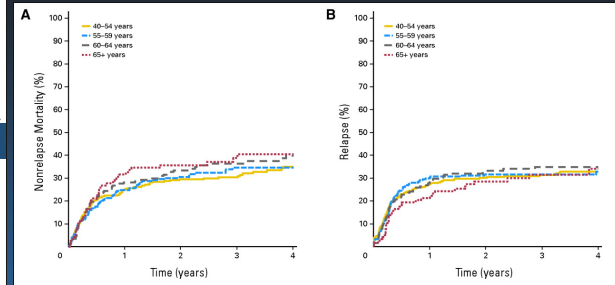 A
100
90
80
70
60
50
40
30
20
10
0
1
2
3
4
Nonrelapse Mortality (%)
Time (years)
40–54 years
55–59 years
60–64 years
65+ years
B
100
90
80
70
60
50
40
30
20
10
0
1
2
3
4
Relapse (%)
Time (years)
40–54 years
55–59 years
60–64 years
65+ years